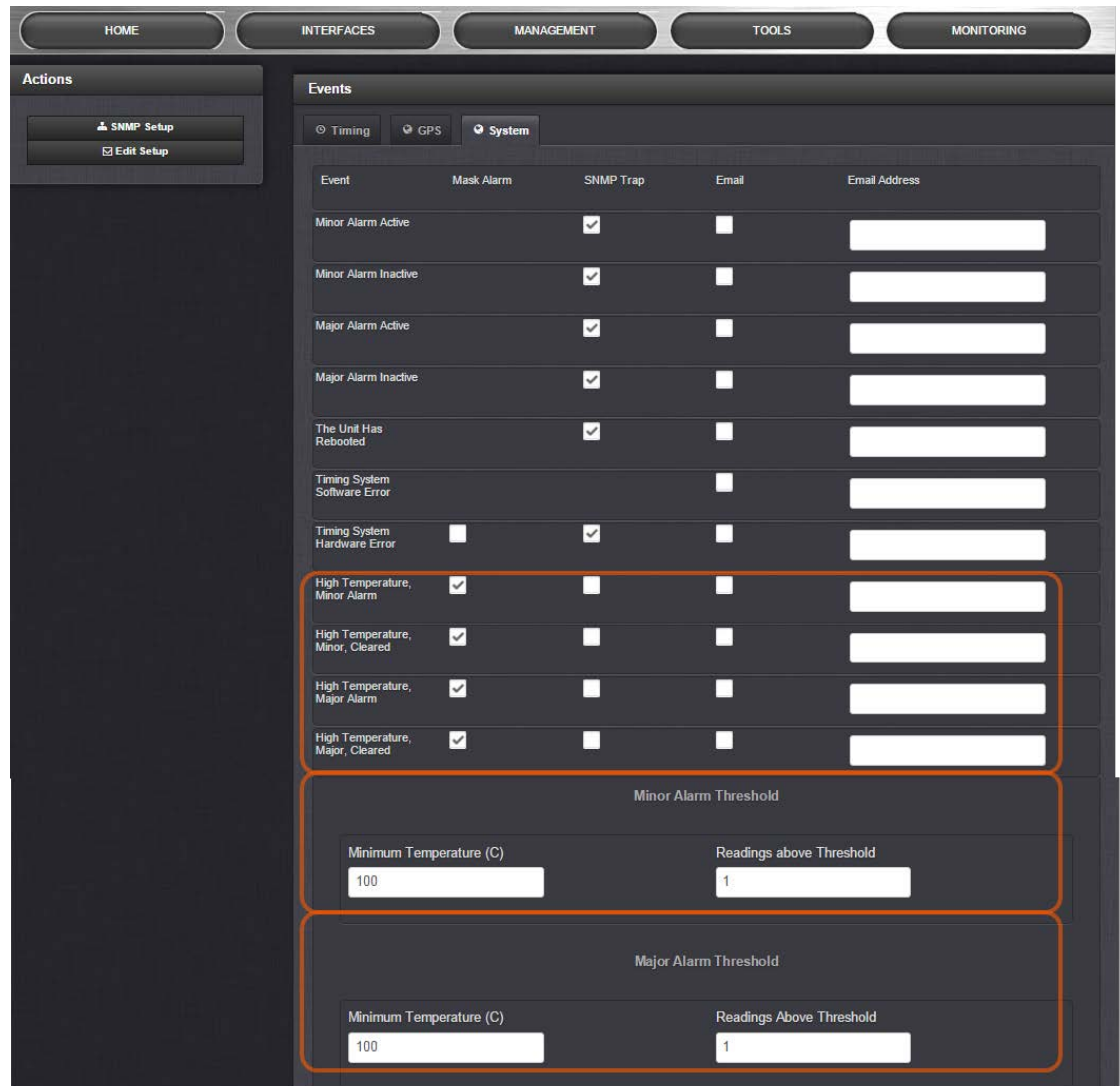 HOME
INTERFACES
MANAGEMENT
TOOLS
MONITORING
Actions
SNMP Setup
Edit Setup
Events
Timing
GPS
System
Event
Mask Alarm
SNMP Trap
Email
Email Address
Minor Alarm Active
Minor Alarm Inactive
Major Alarm Active
Major Alarm Inactive
The Unit Has
Rebooted
Timing System
Software Error
Timing System
Hardware Error
High Temperature,
Minor Alarm
High Temperature,
Minor, Cleared
High Temperature,
Major Alarm
High Temperature,
Major, Cleared
Minor Alarm Threshold
Minimum Temperature (C)
Readings above Threshold
100
1
Major Alarm Threshold
Minimum Temperature (C)
Readings Above Threshold
100
1